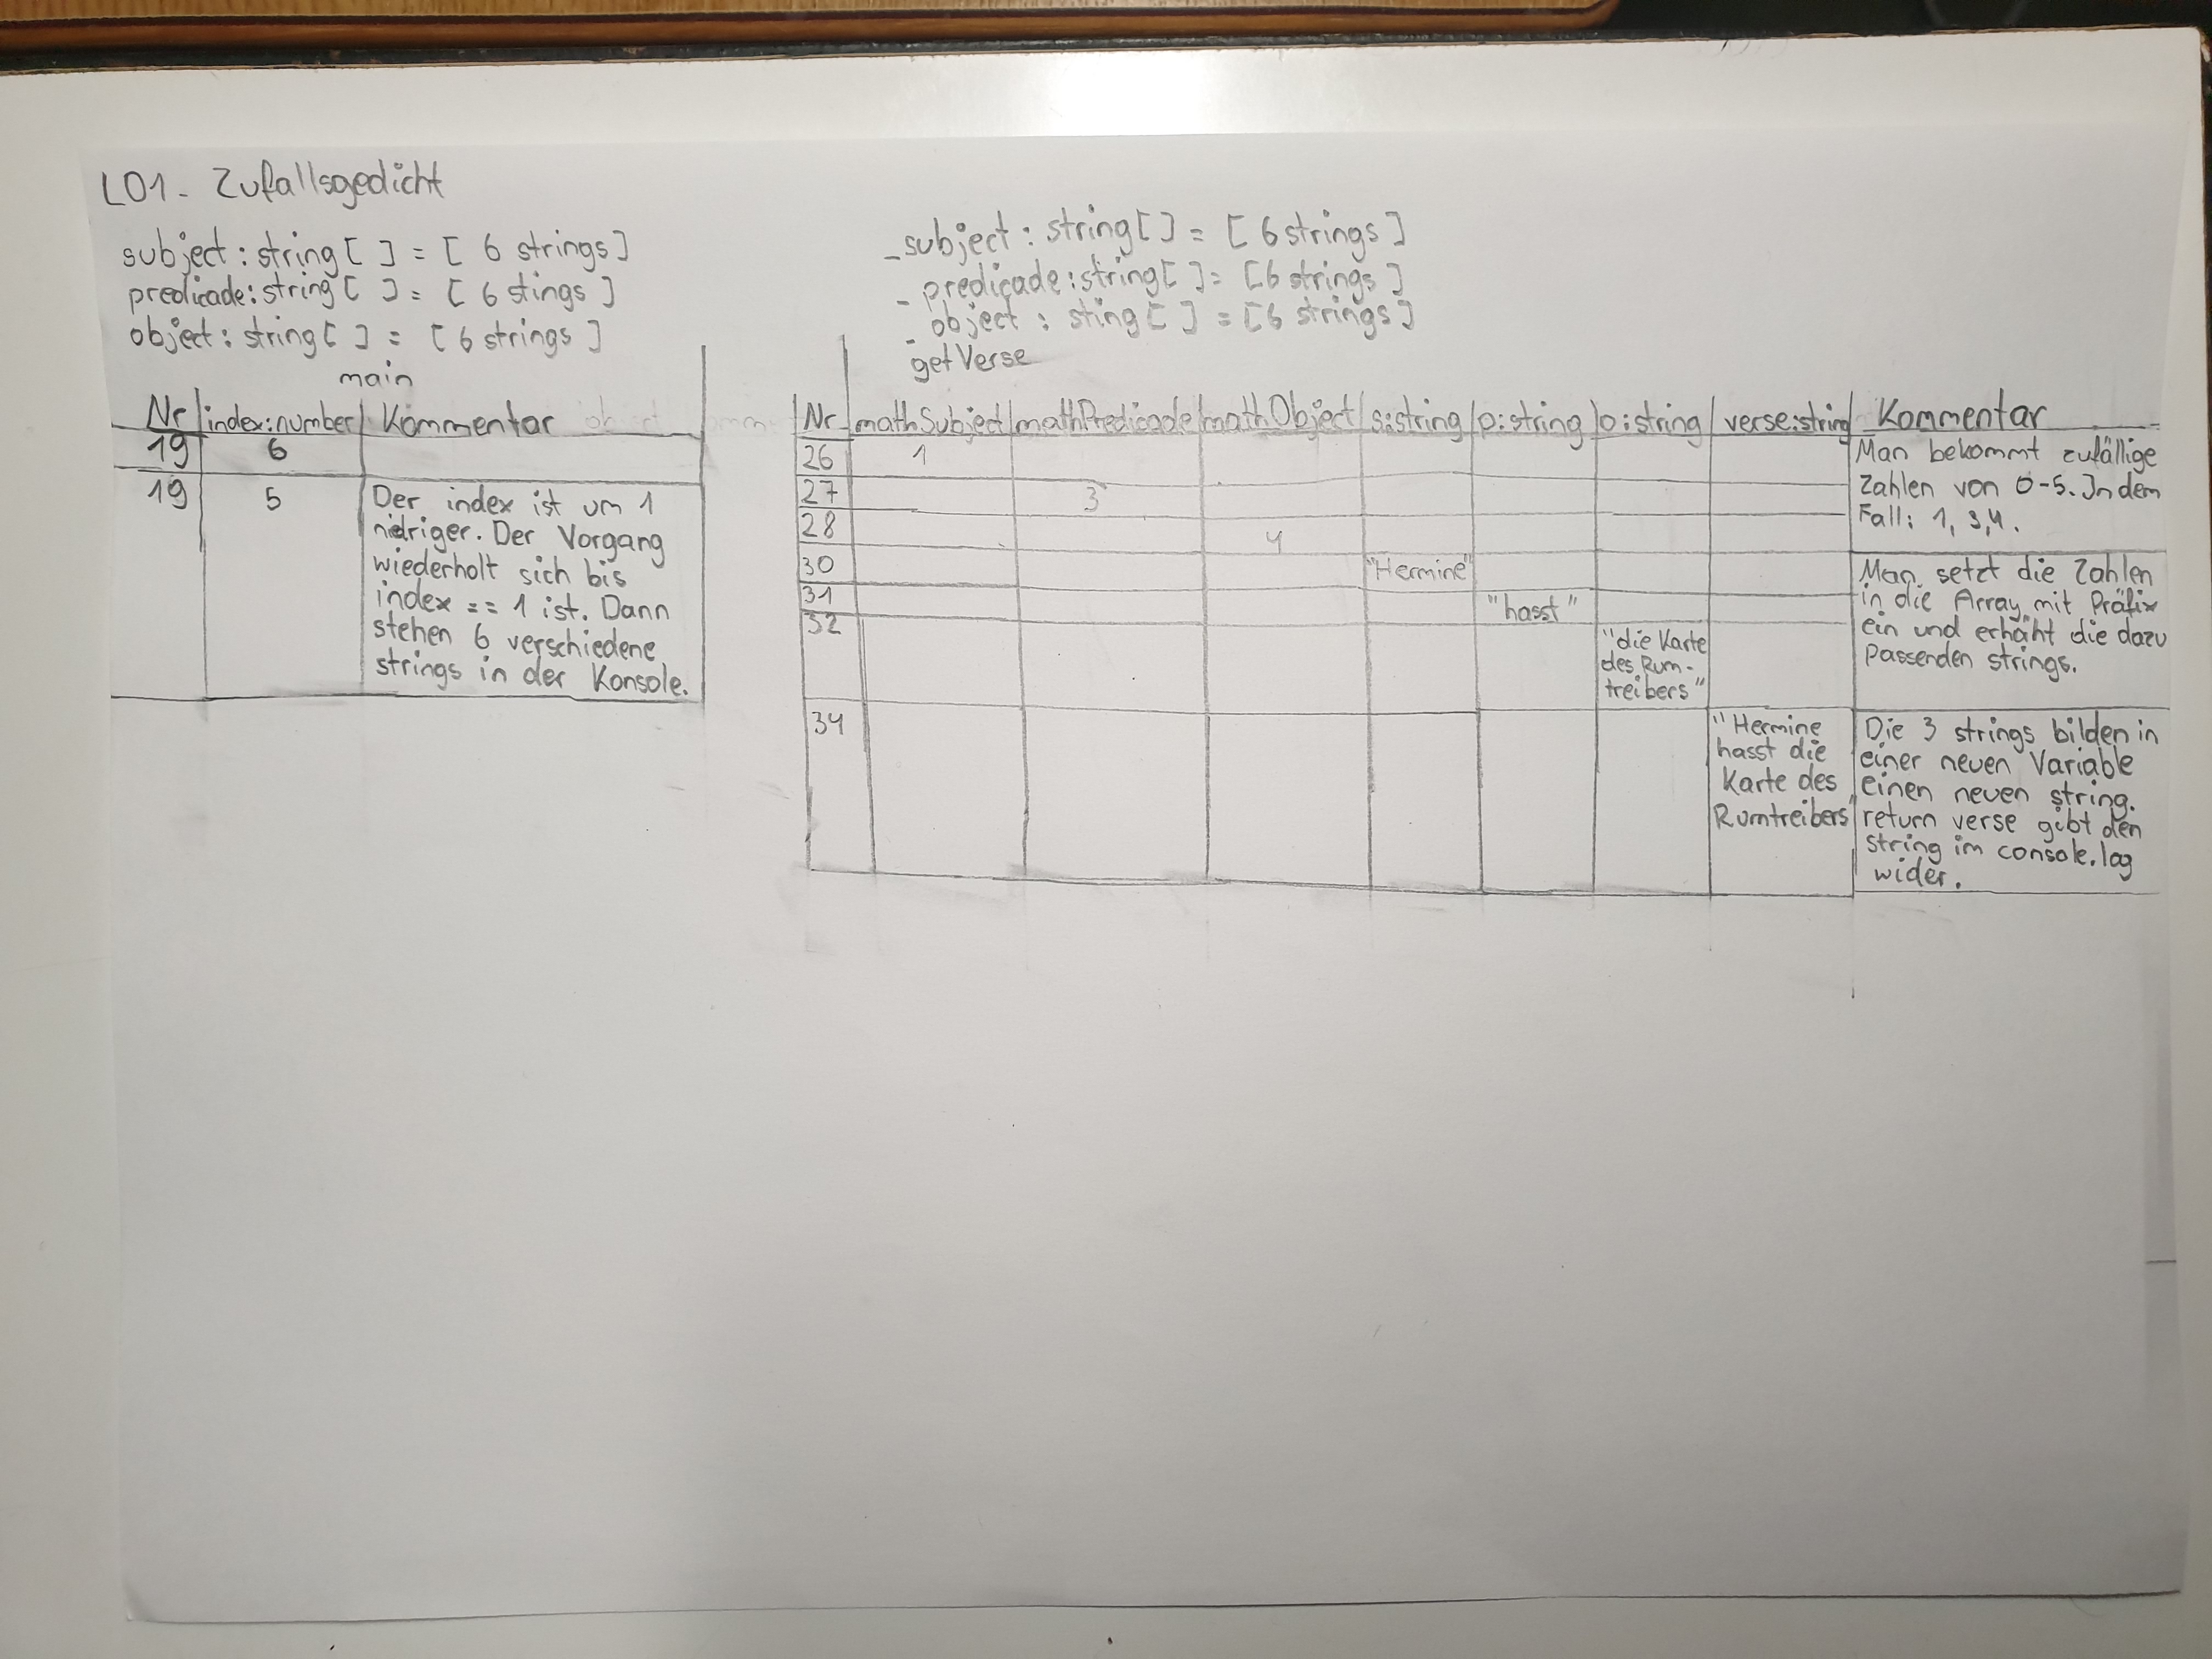 L01 - Zufallsgedicht
subject : string [ ] = [ 6 strings ]
predicade : string [ ] = [ 6 stings ]
object : string [ ] = [ 6 strings ]
main
Nr | index:number | Kommentar
19 6
19 5 Der index ist um 1
nidriger. Der Vorgang
wiederholt sich bis
index == 1 ist. Dann
stehen 6 verschiedene
strings in der Konsole.
_subject : string [ ] = [ 6 strings ]
- predicade : string [ ] = [ 6 strings ]
- object : sting [ ] = [ 6 strings ]
- getVerse
Nr | mathSubject | mathPredicade | mathObject | s:string | p:string | o:string | verse:string | Kommentar
26 1 Man bekommt zufällige
27 3 Zahlen von 0-5. In dem
28 4 Fall: 1, 3, 4.
30 "Hermine" Man setzt die Zahlen
31 "hasst" in die Array mit Präfix
32 "die Karte ein und erhäht die dazu
des Rum- passenden strings.
treibers"
34 "Hermine Die 3 strings bilden in
hasst die einer neuen Variable
Karte des einen neuen string.
Rumtreibers" return verse gibt den
string im console.log
wider.